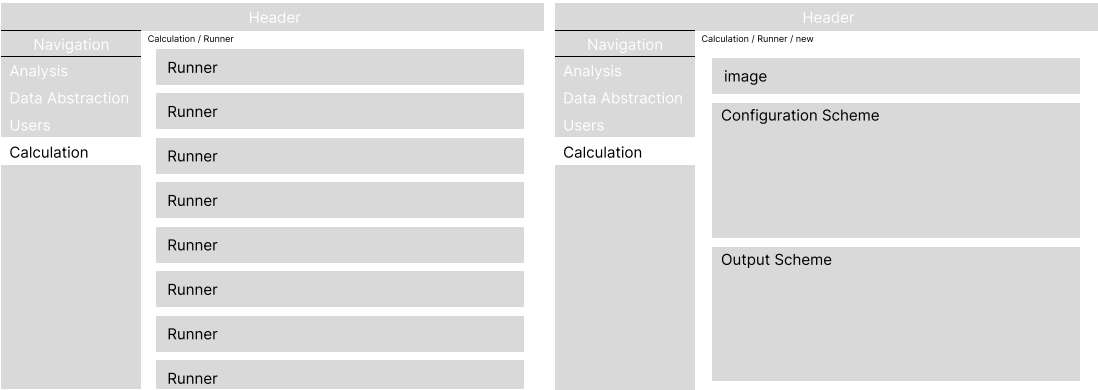 Header
Navigation
Analysis
Data Abstraction
Users
Calculation
Calculation / Runner
Runner
Runner
Runner
Runner
Runner
Runner
Runner
Runner
Header
Navigation
Analysis
Data Abstraction
Users
Calculation
Calculation / Runner / new
image
Configuration Scheme
Output Scheme